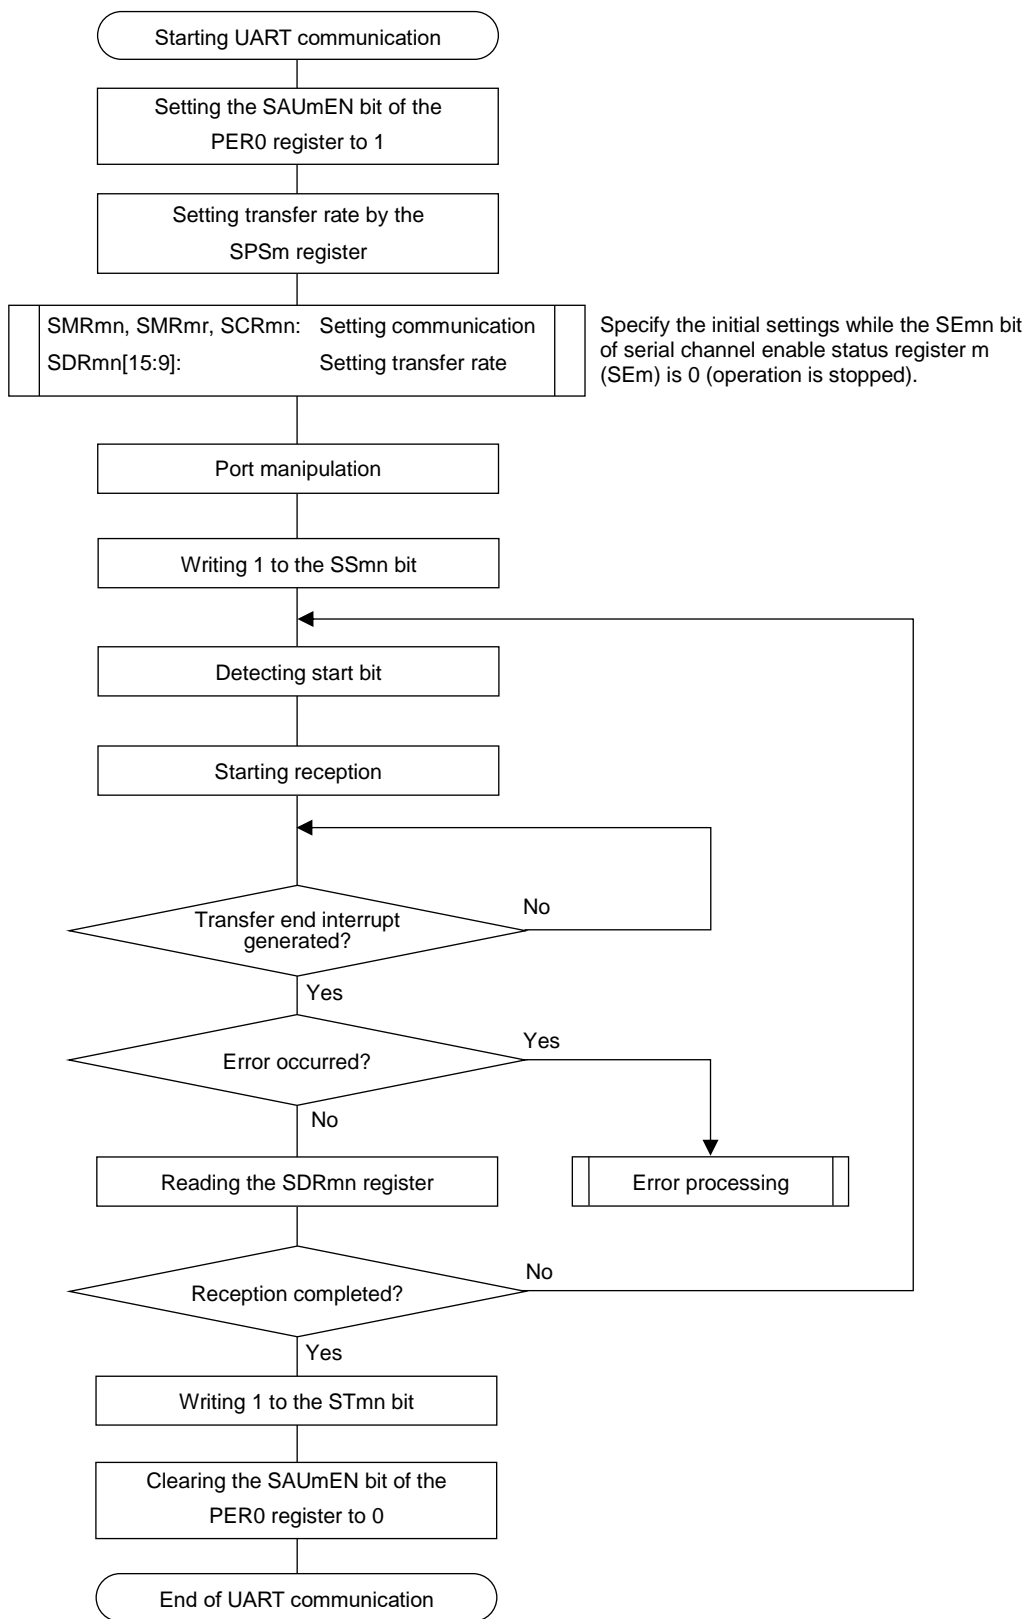 Starting UART communication
Setting the SAUmEN bit of the
PER0 register to 1
Setting transfer rate by the
SPSm register
SMRmn, SMRmr, SCRmn: Setting communication
SDRmn[15:9]: Setting transfer rate
Specify the initial settings while the SEmn bit
of serial channel enable status register m
(SEm) is 0 (operation is stopped).
Port manipulation
Writing 1 to the SSmn bit
Detecting start bit
Starting reception
Transfer end interrupt
generated?
No
Yes
Error occurred?
Yes
No
Reading the SDRmn register
Error processing
Reception completed?
No
Yes
Writing 1 to the STmn bit
Clearing the SAUmEN bit of the
PER0 register to 0
End of UART communication